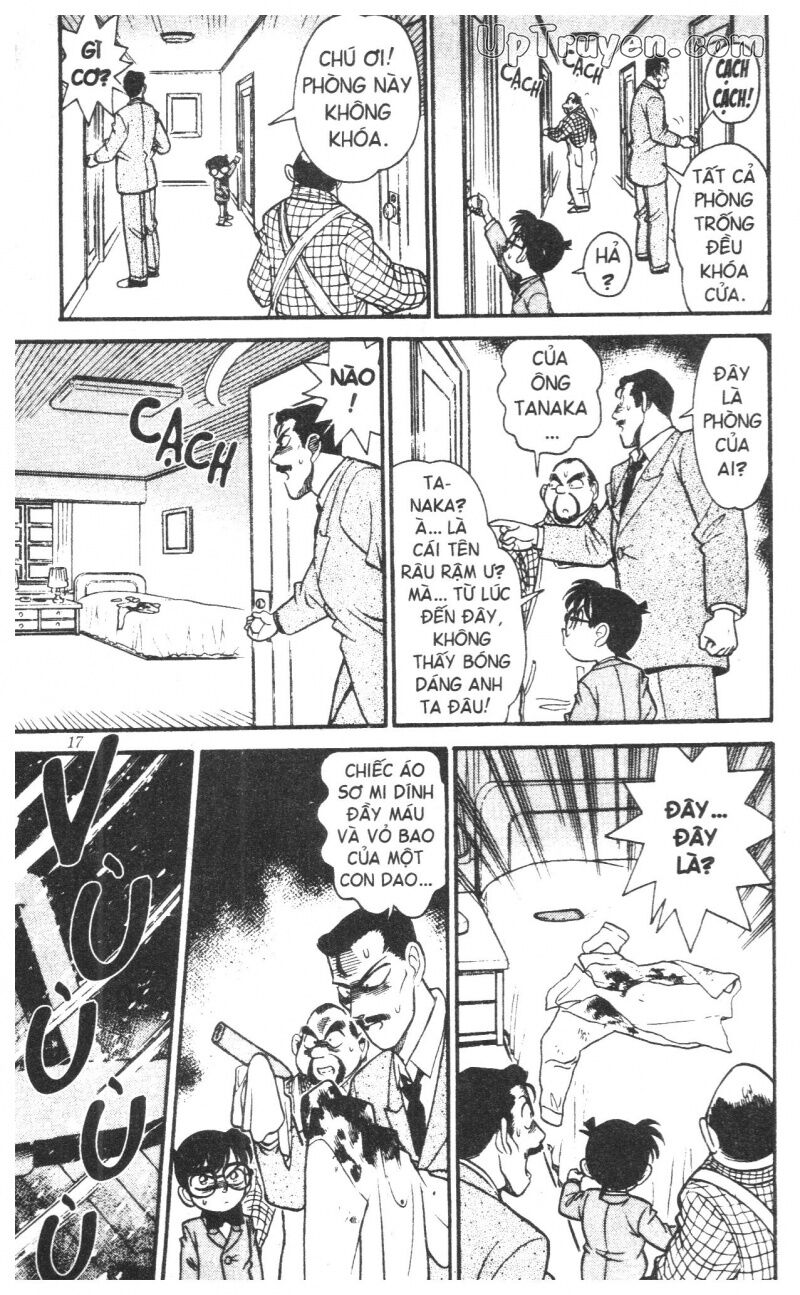 UpTruyen.com
CẠCH
CẠCH
CẠCH
CẠCH!
TẤT CẢ
PHÒNG
TRỐNG
ĐỀU
KHÓA
CỬA.
HẢ
?
CHÚ ƠI!
PHÒNG NÀY
KHÔNG
KHÓA.
GÌ
CƠ?
ĐÂY
LÀ
PHÒNG
CỦA
AI?
CỦA
ÔNG
TANAKA
...
TA-
NAKA?
À... LÀ
CÁI TÊN
RÂU RẬM Ư?
MÀ... TỪ LÚC
ĐẾN ĐÂY,
KHÔNG
THẤY BÓNG
DÁNG ANH
TA ĐÂU!
NÀO
!
CẠCH
17
ĐÂY...
ĐÂY
LÀ?
CHIẾC ÁO
SƠ MI DÍNH
ĐẦY MÁU
VÀ VỎ BAO
CỦA MỘT
CON DAO...
VÙÙÙÙ